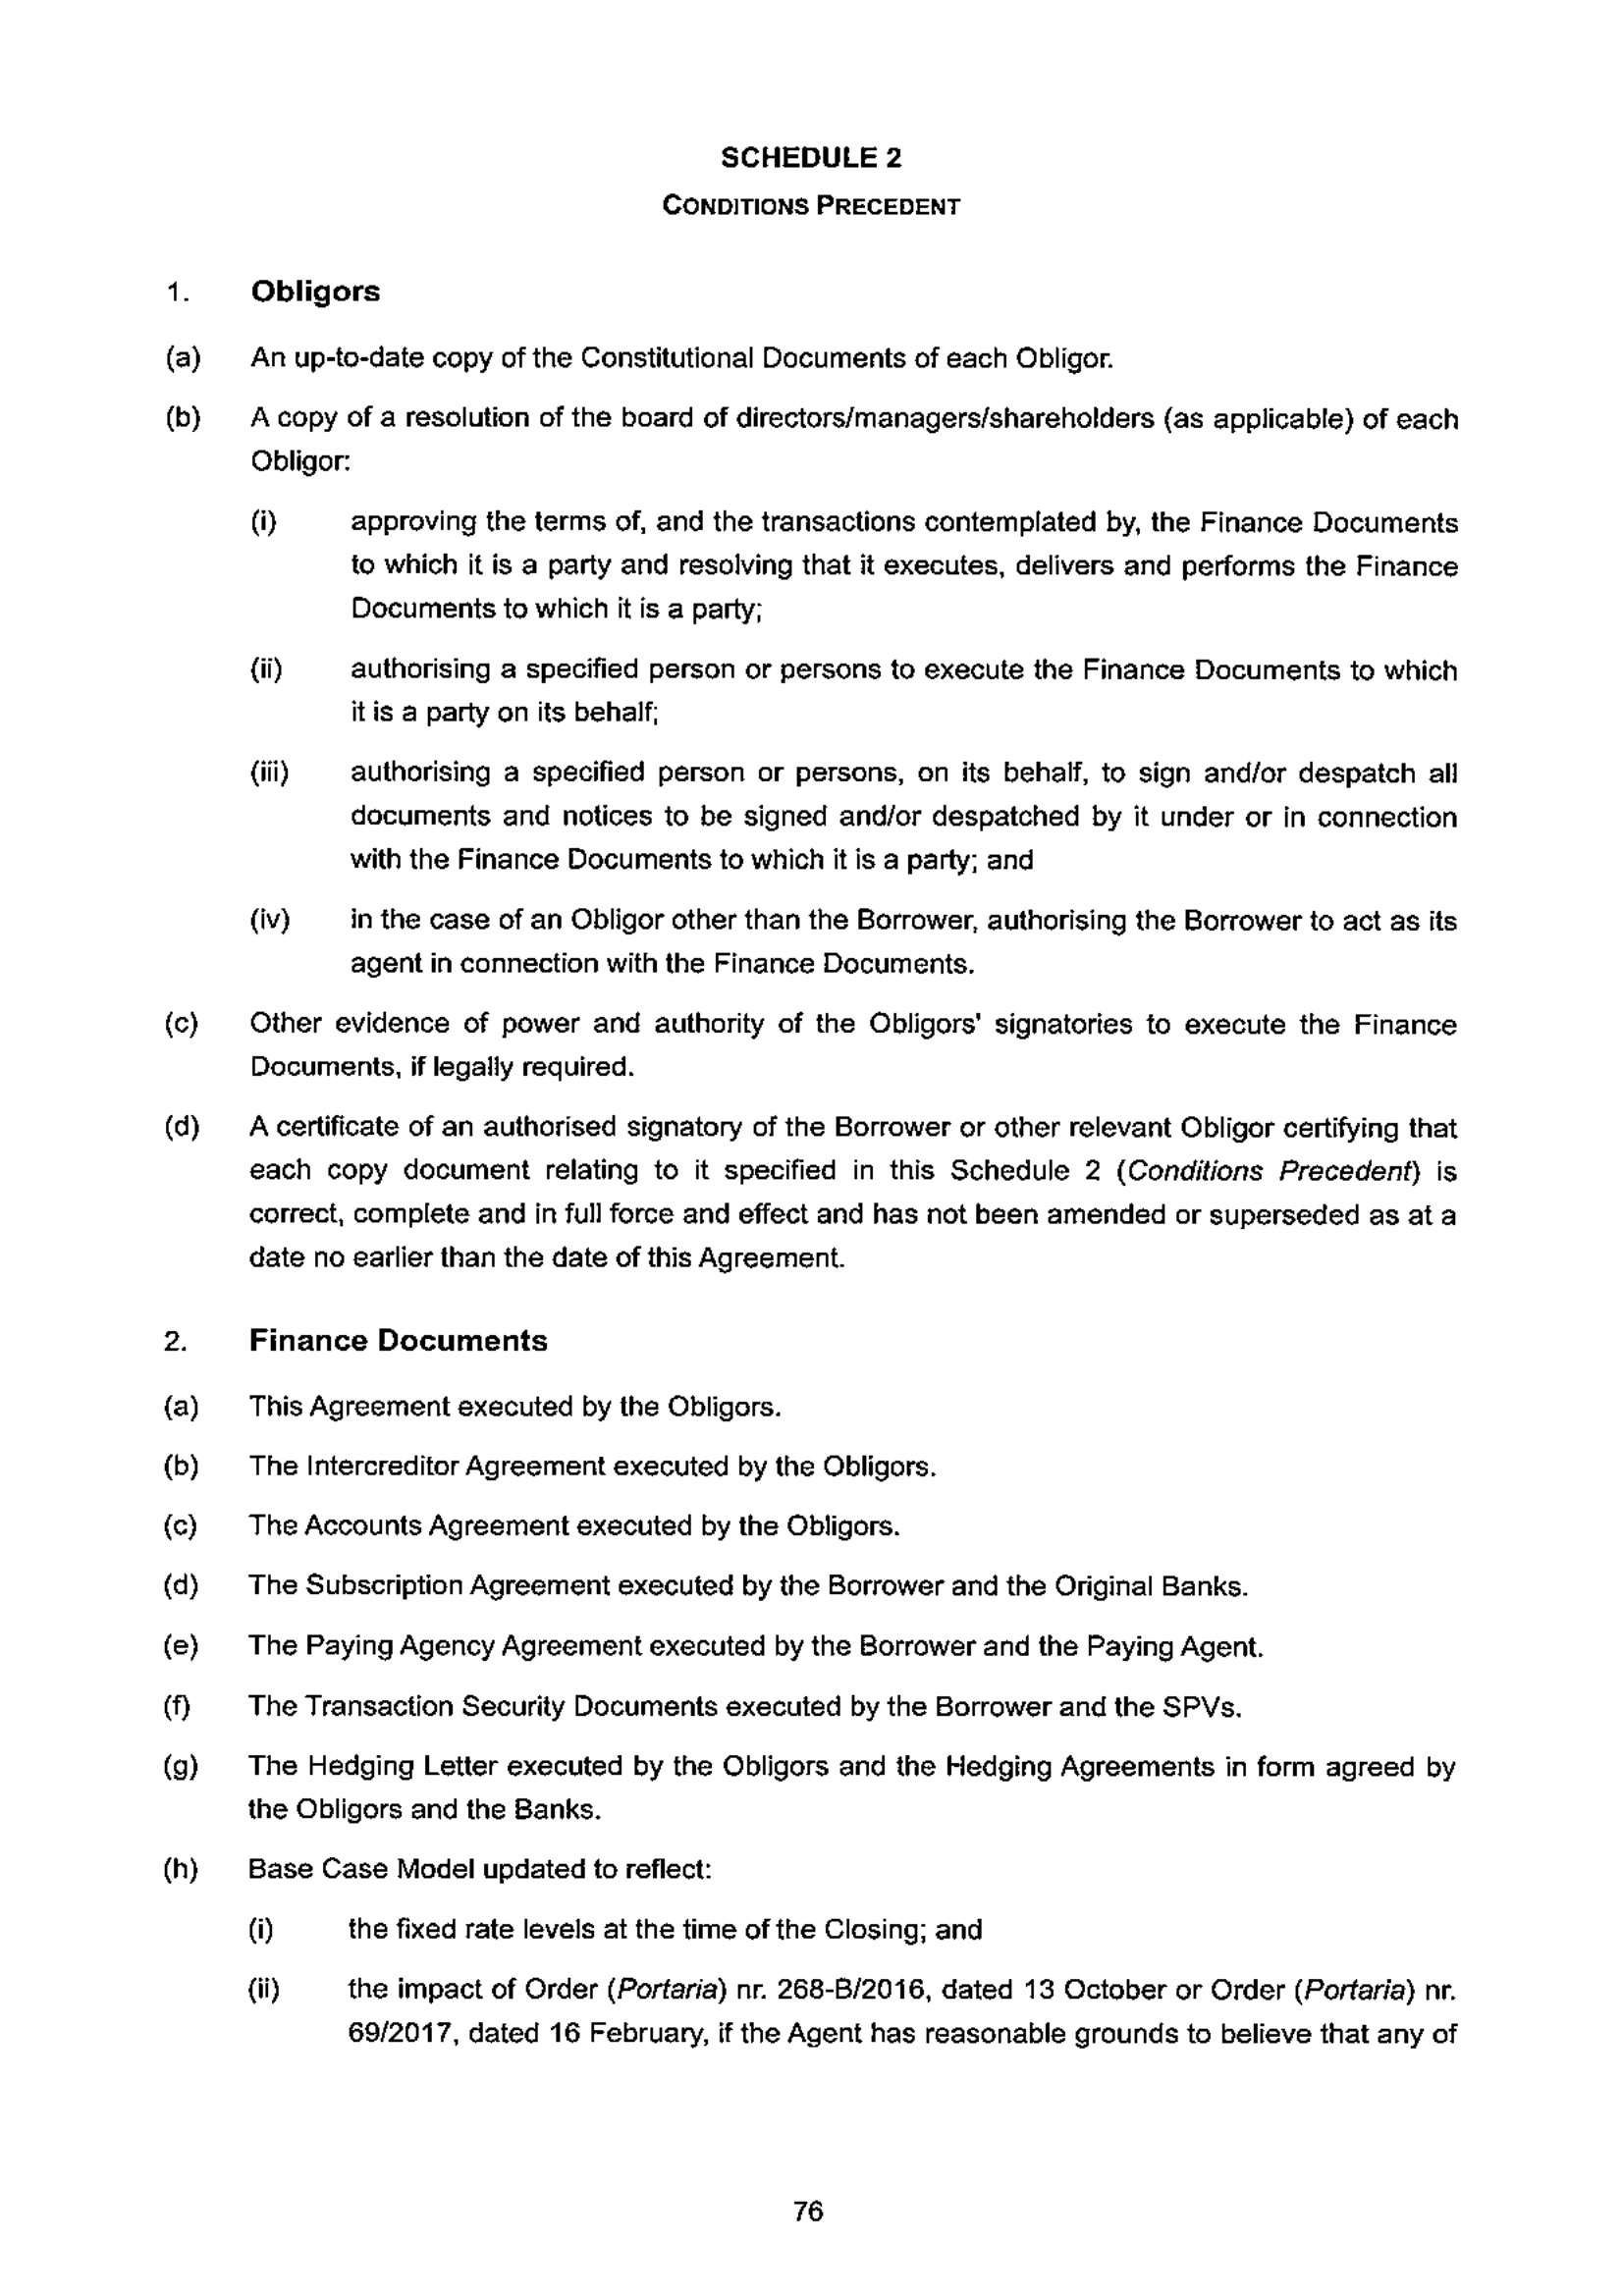 SCHEDULE 2
CONDITIONS PRECEDENT
1. Obligors
(a) An up-to-date copy of the Constitutional Documents of each Obligor.
(b) A copy of a resolution of the board of directors/managers/shareholders (as applicable) of each
Obligor:
(i) approving the terms of, and the transactions contemplated by, the Finance Documents
to which it is a party and resolving that it executes, delivers and performs the Finance
Documents to which it is a party;
(ii) authorising a specified person or persons to execute the Finance Documents to which
it is a party on its behalf;
(iii) authorising a specified person or persons, on its behalf, to sign and/or despatch all
documents and notices to be signed and/or despatched by it under or in connection
with the Finance Documents to which it is a party; and
(iv) in the case of an Obligor other than the Borrower, authorising the Borrower to act as its
agent in connection with the Finance Documents.
(c) Other evidence of power and authority of the Obligors' signatories to execute the Finance
Documents, if legally required.
(d) A certificate of an authorised signatory of the Borrower or other relevant Obligor certifying that
each copy document relating to it specified in this Schedule 2 (Conditions Precedent) is
correct, complete and in full force and effect and has not been amended or superseded as at a
date no earlier than the date of this Agreement.
2. Finance Documents
(a) This Agreement executed by the Obligors.
(b) The Intercreditor Agreement executed by the Obligors.
(c) The Accounts Agreement executed by the Obligors.
(d) The Subscription Agreement executed by the Borrower and the Original Banks.
(e) The Paying Agency Agreement executed by the Borrower and the Paying Agent.
(f) The Transaction Security Documents executed by the Borrower and the SPVs.
(g) The Hedging Letter executed by the Obligors and the Hedging Agreements in form agreed by
the Obligors and the Banks.
(h) Base Case Model updated to reflect:
(i) the fixed rate levels at the time of the Closing; and
(ii) the impact of Order (Portaria) nr. 268-B/2016, dated 13 October or Order (Portaria) nr.
69/2017, dated 16 February, if the Agent has reasonable grounds to believe that any of
76